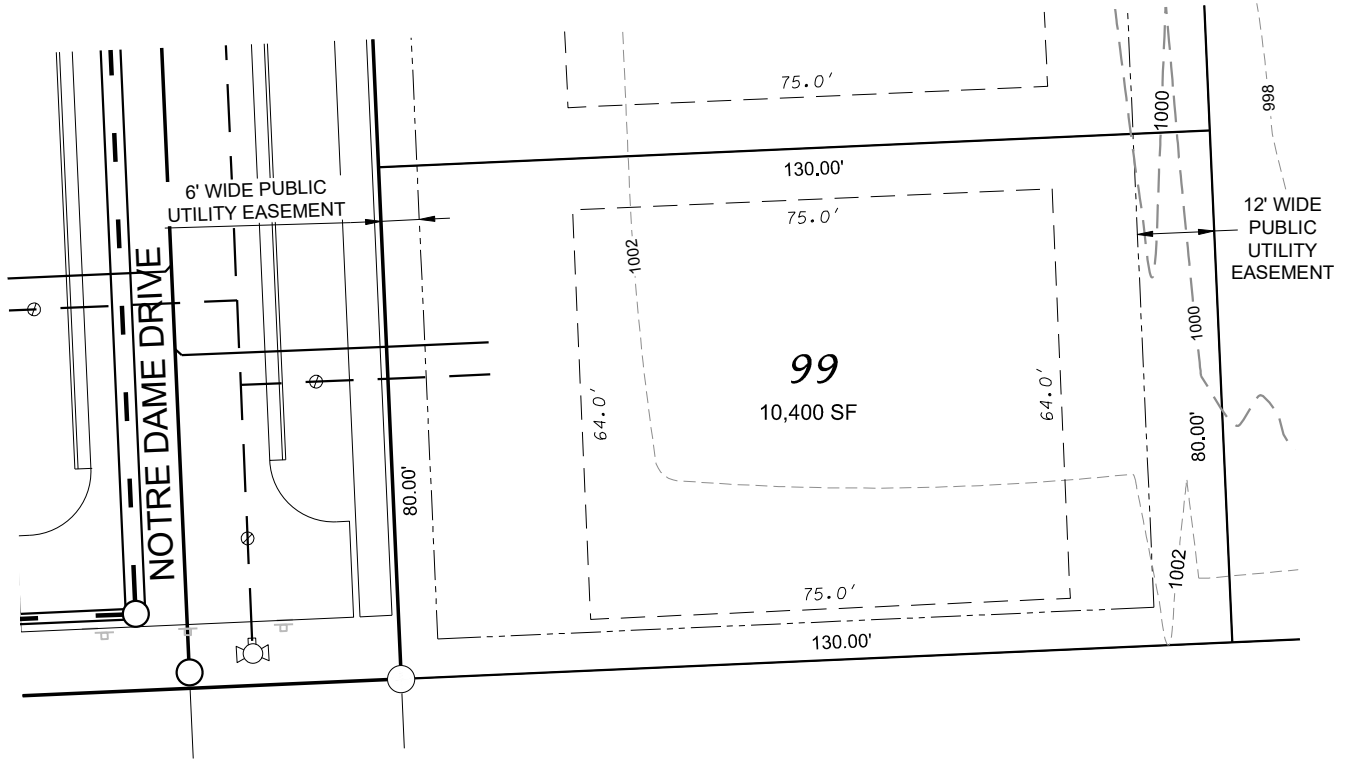 75.0'
1000
998
130.00'
6' WIDE PUBLIC
UTILITY EASEMENT
75.0'
12' WIDE
PUBLIC
UTILITY
EASEMENT
1002
NOTRE DAME DRIVE
1000
99
10,400 SF
64.0'
64.0'
80.00'
80.00'
1002
75.0'
130.00'